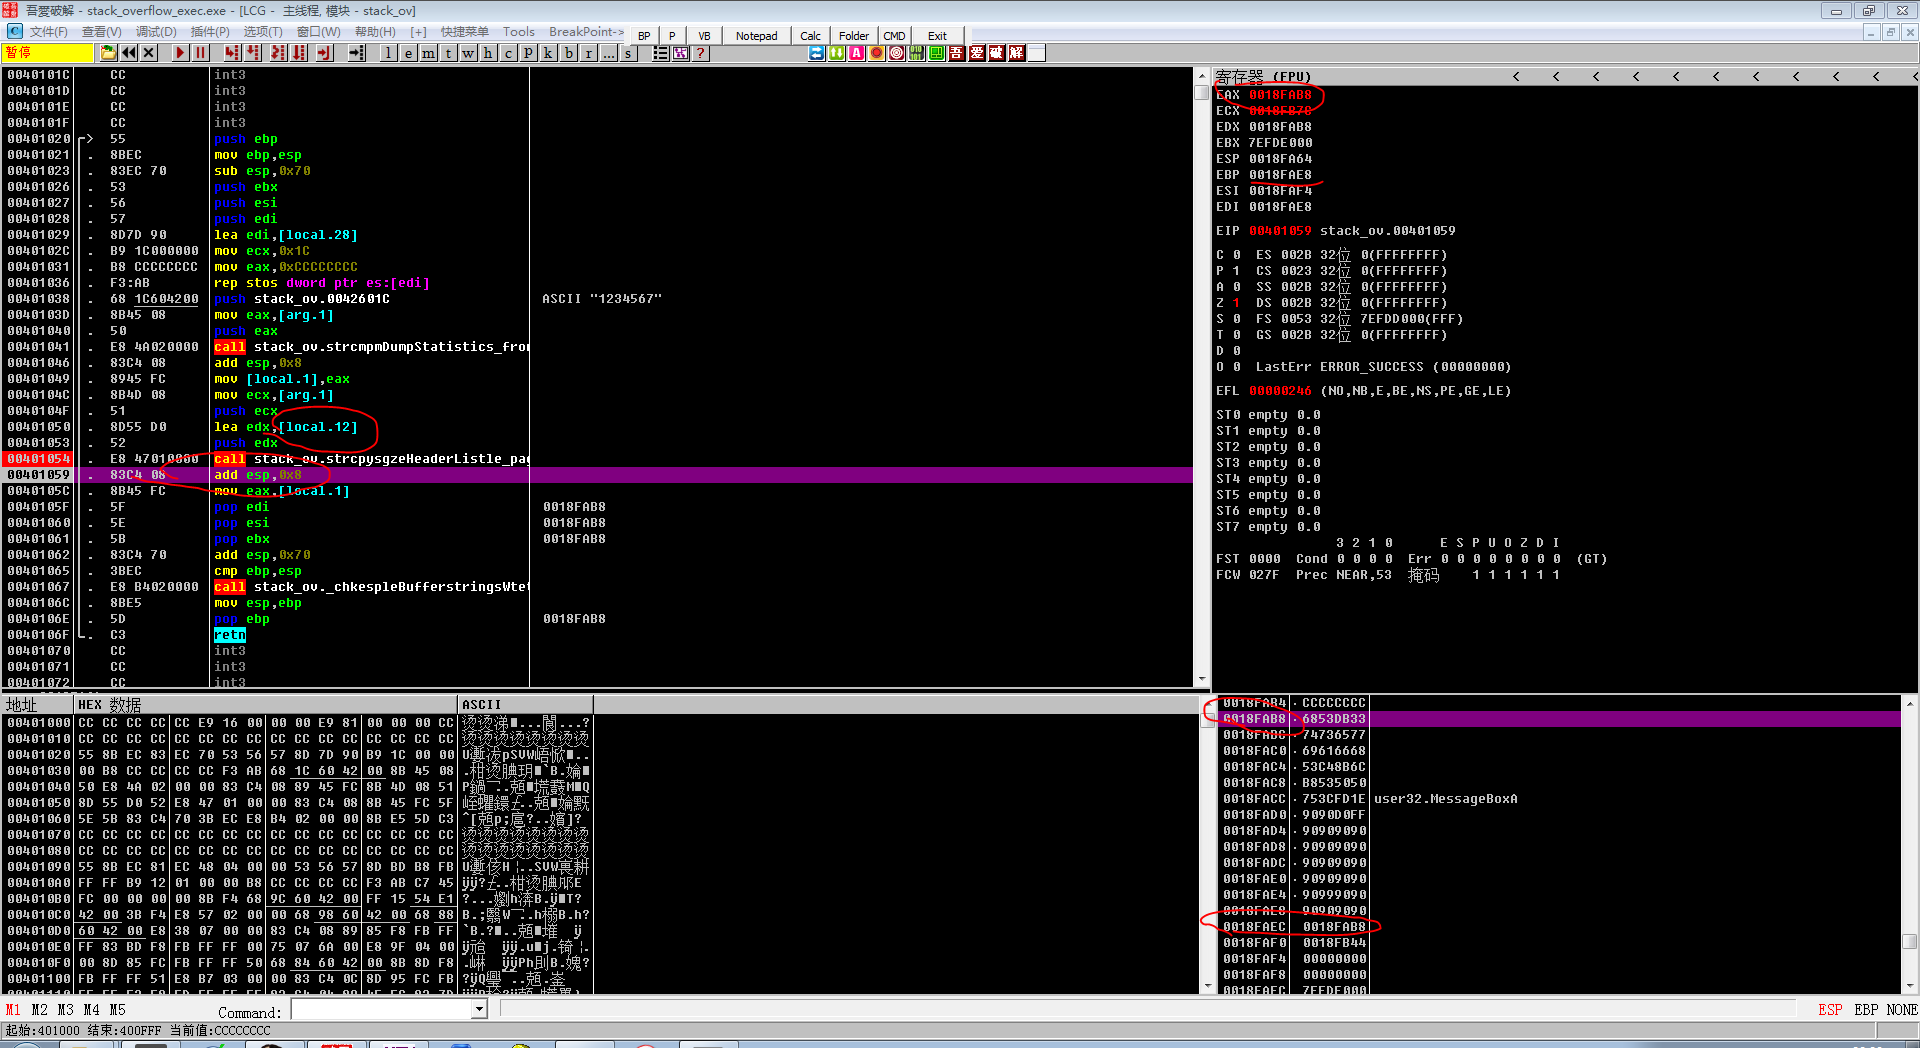 吾爱破解 - stack_overflow_exec.exe - [LCG - 主线程, 模块 - stack_ov]
文件(F) 查看(V) 调试(D) 插件(P) 选项(T) 窗口(W) 帮助(H) [+] 快捷菜单 Tools BreakPoint->
BP P VB Notepad Calc Folder CMD Exit
暂停
l e m t w h c p k b r ... s
吾 爱 破 解
0040101C CC int3
0040101D CC int3
0040101E CC int3
0040101F CC int3
00401020 55 push ebp
00401021 8BEC mov ebp,esp
00401023 83EC 70 sub esp,0x70
00401026 53 push ebx
00401027 56 push esi
00401028 57 push edi
00401029 8D7D 90 lea edi,[local.28]
0040102C B9 1C000000 mov ecx,0x1C
00401031 B8 CCCCCCCC mov eax,0xCCCCCCCC
00401036 F3:AB rep stos dword ptr es:[edi]
00401038 68 1C604200 push stack_ov.0042601C ASCII "1234567"
0040103D 8B45 08 mov eax,[arg.1]
00401040 50 push eax
00401041 E8 4A020000 call stack_ov.strcmpmDumpStatistics_fro
00401046 83C4 08 add esp,0x8
00401049 8945 FC mov [local.1],eax
0040104C 8B4D 08 mov ecx,[arg.1]
0040104F 51 push ecx
00401050 8D55 D0 lea edx,[local.12]
00401053 52 push edx
00401054 E8 47010000 call stack_ov.strcpysgzeHeaderListle_pa
00401059 83C4 08 add esp,0x8
0040105C 8B45 FC mov eax,[local.1]
0040105F 5F pop edi 0018FAB8
00401060 5E pop esi 0018FAB8
00401061 5B pop ebx 0018FAB8
00401062 83C4 70 add esp,0x70
00401065 3BEC cmp ebp,esp
00401067 E8 B4020000 call stack_ov._chkespleBufferstringsWte
0040106C 8BE5 mov esp,ebp
0040106E 5D pop ebp 0018FAB8
0040106F C3 retn
00401070 CC int3
00401071 CC int3
00401072 CC int3
寄存器 (FPU)
EAX 0018FAB8
ECX 0018FB78
EDX 0018FAB8
EBX 7EFDE000
ESP 0018FA64
EBP 0018FAE8
ESI 0018FAF4
EDI 0018FAE8
EIP 00401059 stack_ov.00401059
C 0 ES 002B 32位 0(FFFFFFFF)
P 1 CS 0023 32位 0(FFFFFFFF)
A 0 SS 002B 32位 0(FFFFFFFF)
Z 1 DS 002B 32位 0(FFFFFFFF)
S 0 FS 0053 32位 7EFDD000(FFF)
T 0 GS 002B 32位 0(FFFFFFFF)
D 0
O 0 LastErr ERROR_SUCCESS (00000000)
EFL 00000246 (NO,NB,E,BE,NS,PE,GE,LE)
ST0 empty 0.0
ST1 empty 0.0
ST2 empty 0.0
ST3 empty 0.0
ST4 empty 0.0
ST5 empty 0.0
ST6 empty 0.0
ST7 empty 0.0
3 2 1 0 E S P U O Z D I
FST 0000 Cond 0 0 0 0 Err 0 0 0 0 0 0 0 0 (GT)
FCW 027F Prec NEAR,53 掩码 1 1 1 1 1 1
地址 HEX 数据 ASCII
00401000 CC CC CC CC CC E9 16 00 00 00 E9 81 00 00 00 CC
00401010 CC CC CC CC CC CC CC CC CC CC CC CC CC CC CC CC 烫烫烫烫烫烫烫烫
00401020 55 8B EC 83 EC 70 53 56 57 8D 7D 90 B9 1C 00 00
00401030 00 B8 CC CC CC CC F3 AB 68 1C 60 42 00 8B 45 08
00401040 50 E8 4A 02 00 00 83 C4 08 89 45 FC 8B 4D 08 51
00401050 8D 55 D0 52 E8 47 01 00 00 83 C4 08 8B 45 FC 5F
00401060 5E 5B 83 C4 70 3B EC E8 B4 02 00 00 8B E5 5D C3
00401070 CC CC CC CC CC CC CC CC CC CC CC CC CC CC CC CC 烫烫烫烫烫烫烫烫
00401080 CC CC CC CC CC CC CC CC CC CC CC CC CC CC CC CC 烫烫烫烫烫烫烫烫
00401090 55 8B EC 81 EC 48 04 00 00 53 56 57 8D BD B8 FB
004010A0 FF FF B9 12 01 00 00 B8 CC CC CC CC F3 AB C7 45
004010B0 FC 00 00 00 00 8B F4 68 9C 60 42 00 FF 15 54 E1
004010C0 42 00 3B F4 E8 57 02 00 00 68 98 60 42 00 68 88
004010D0 60 42 00 E8 38 07 00 00 83 C4 08 89 85 F8 FB FF
004010E0 FF 83 BD F8 FB FF FF 00 75 07 6A 00 E8 9F 04 00
004010F0 00 8D 85 FC FB FF FF 50 68 84 60 42 00 8B 8D F8
00401100 FB FF FF 51 E8 B7 03 00 00 83 C4 0C 8D 95 FC FB
0018FAB4 CCCCCCCC
0018FAB8 6853DB33
0018FABC 74736577
0018FAC0 69616668
0018FAC4 53C48B6C
0018FAC8 B8535050
0018FACC 753CFD1E user32.MessageBoxA
0018FAD0 9090D0FF
0018FAD4 90909090
0018FAD8 90909090
0018FADC 90909090
0018FAE0 90909090
0018FAE4 90999090
0018FAE8 90909090
0018FAEC 0018FAB8
0018FAF0 0018FB44
0018FAF4 00000000
0018FAF8 00000000
0018FAFC 7EFDE000
M1 M2 M3 M4 M5 Command: ESP EBP NONE
起始:401000 结束:400FFF 当前值:CCCCCCCC